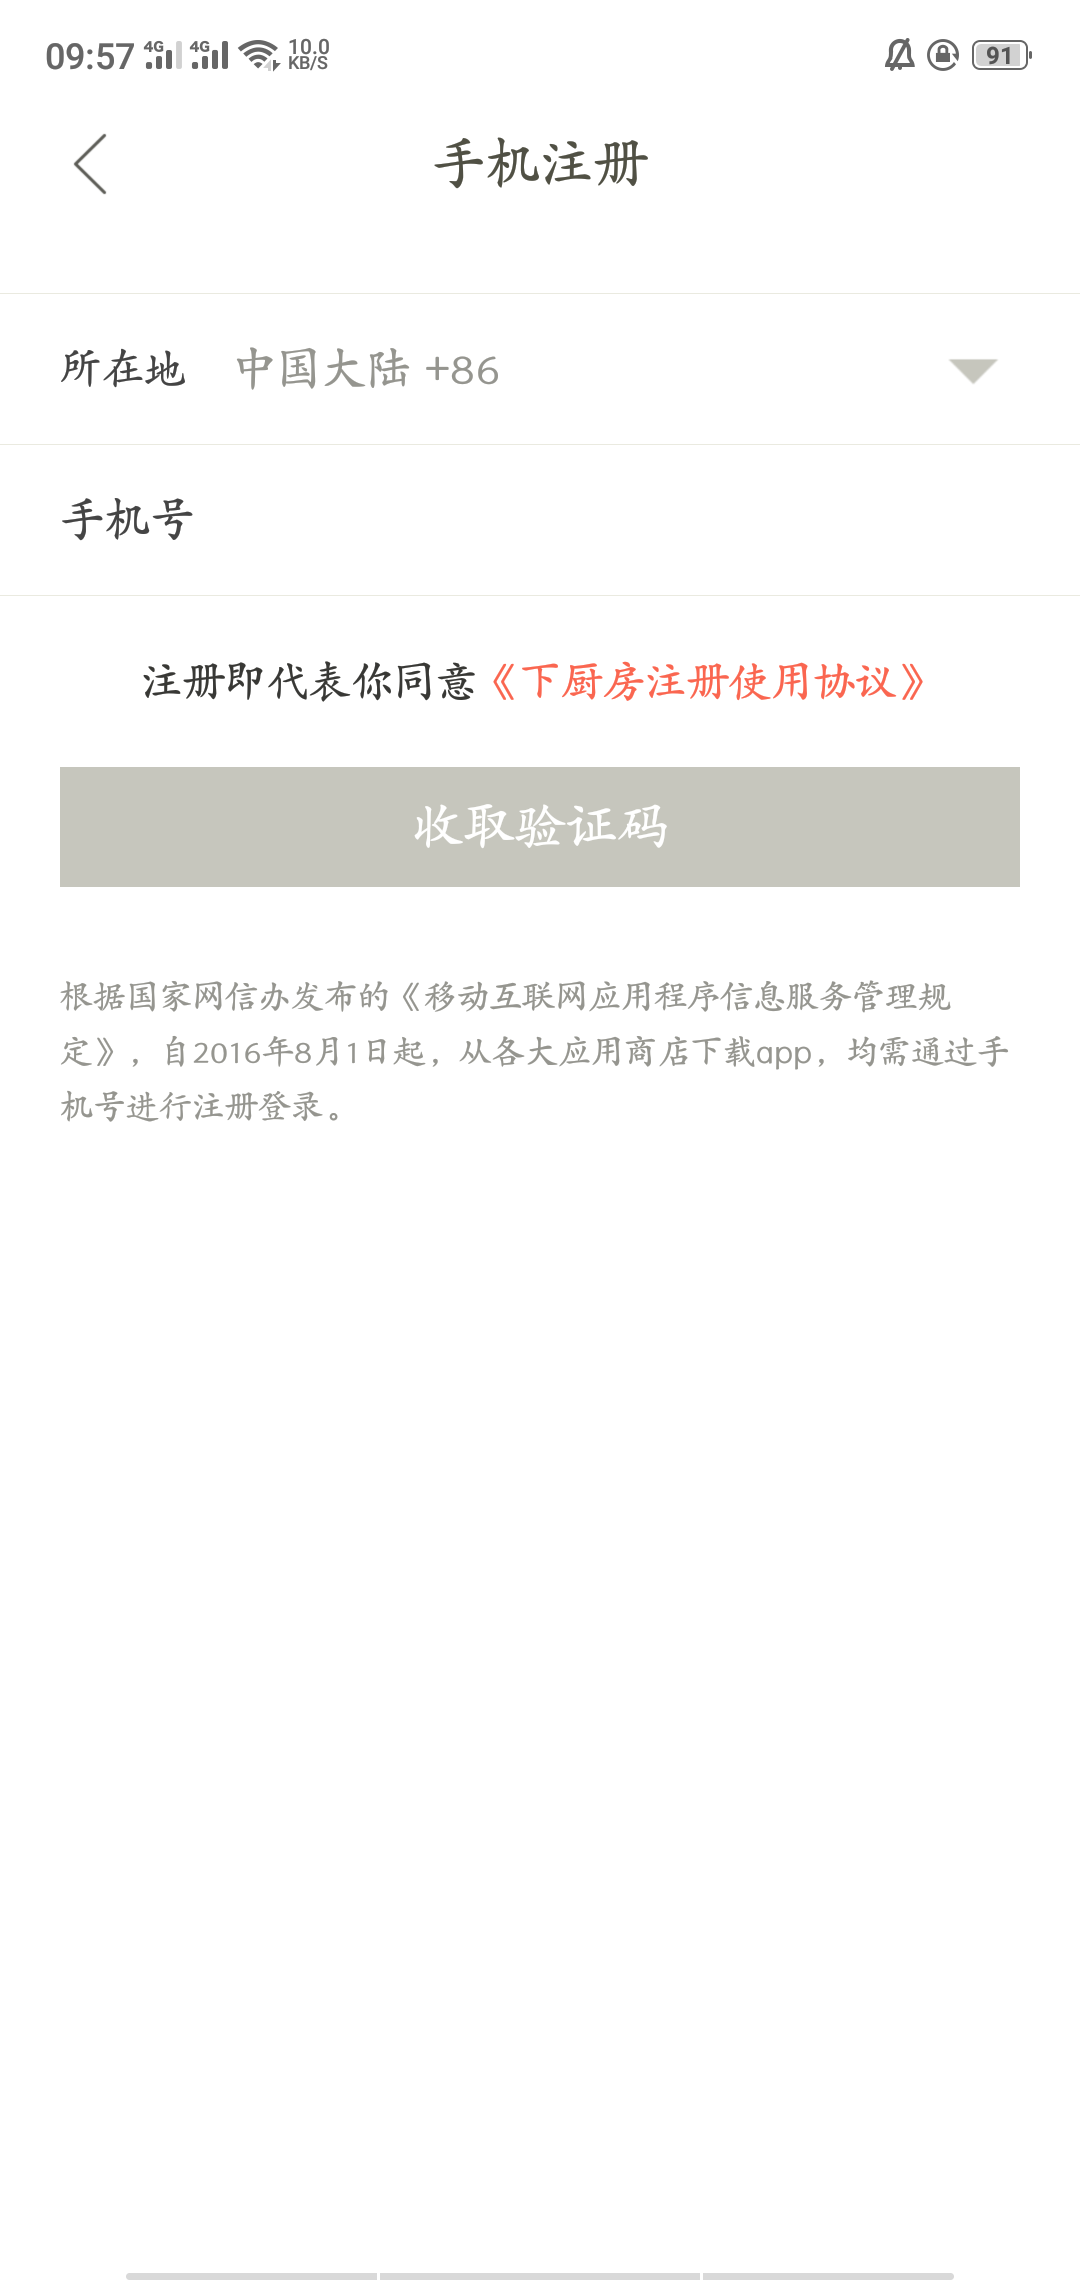 09:57 4G 4G 10.0 KB/S 91
手机注册
所在地 中国大陆 +86
手机号
注册即代表你同意《下厨房注册使用协议》
收取验证码
根据国家网信办发布的《移动互联网应用程序信息服务管理规
定》，自2016年8月1日起，从各大应用商店下载app，均需通过手
机号进行注册登录。